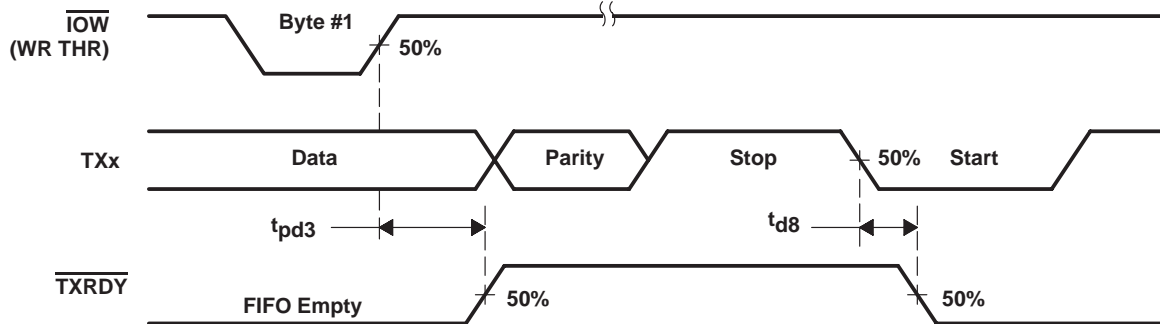 IOW
(WR THR)
Byte #1
50%
TXx
Data
Parity
Stop
50%
Start
tpd3
td8
TXRDY
FIFO Empty
50%
50%